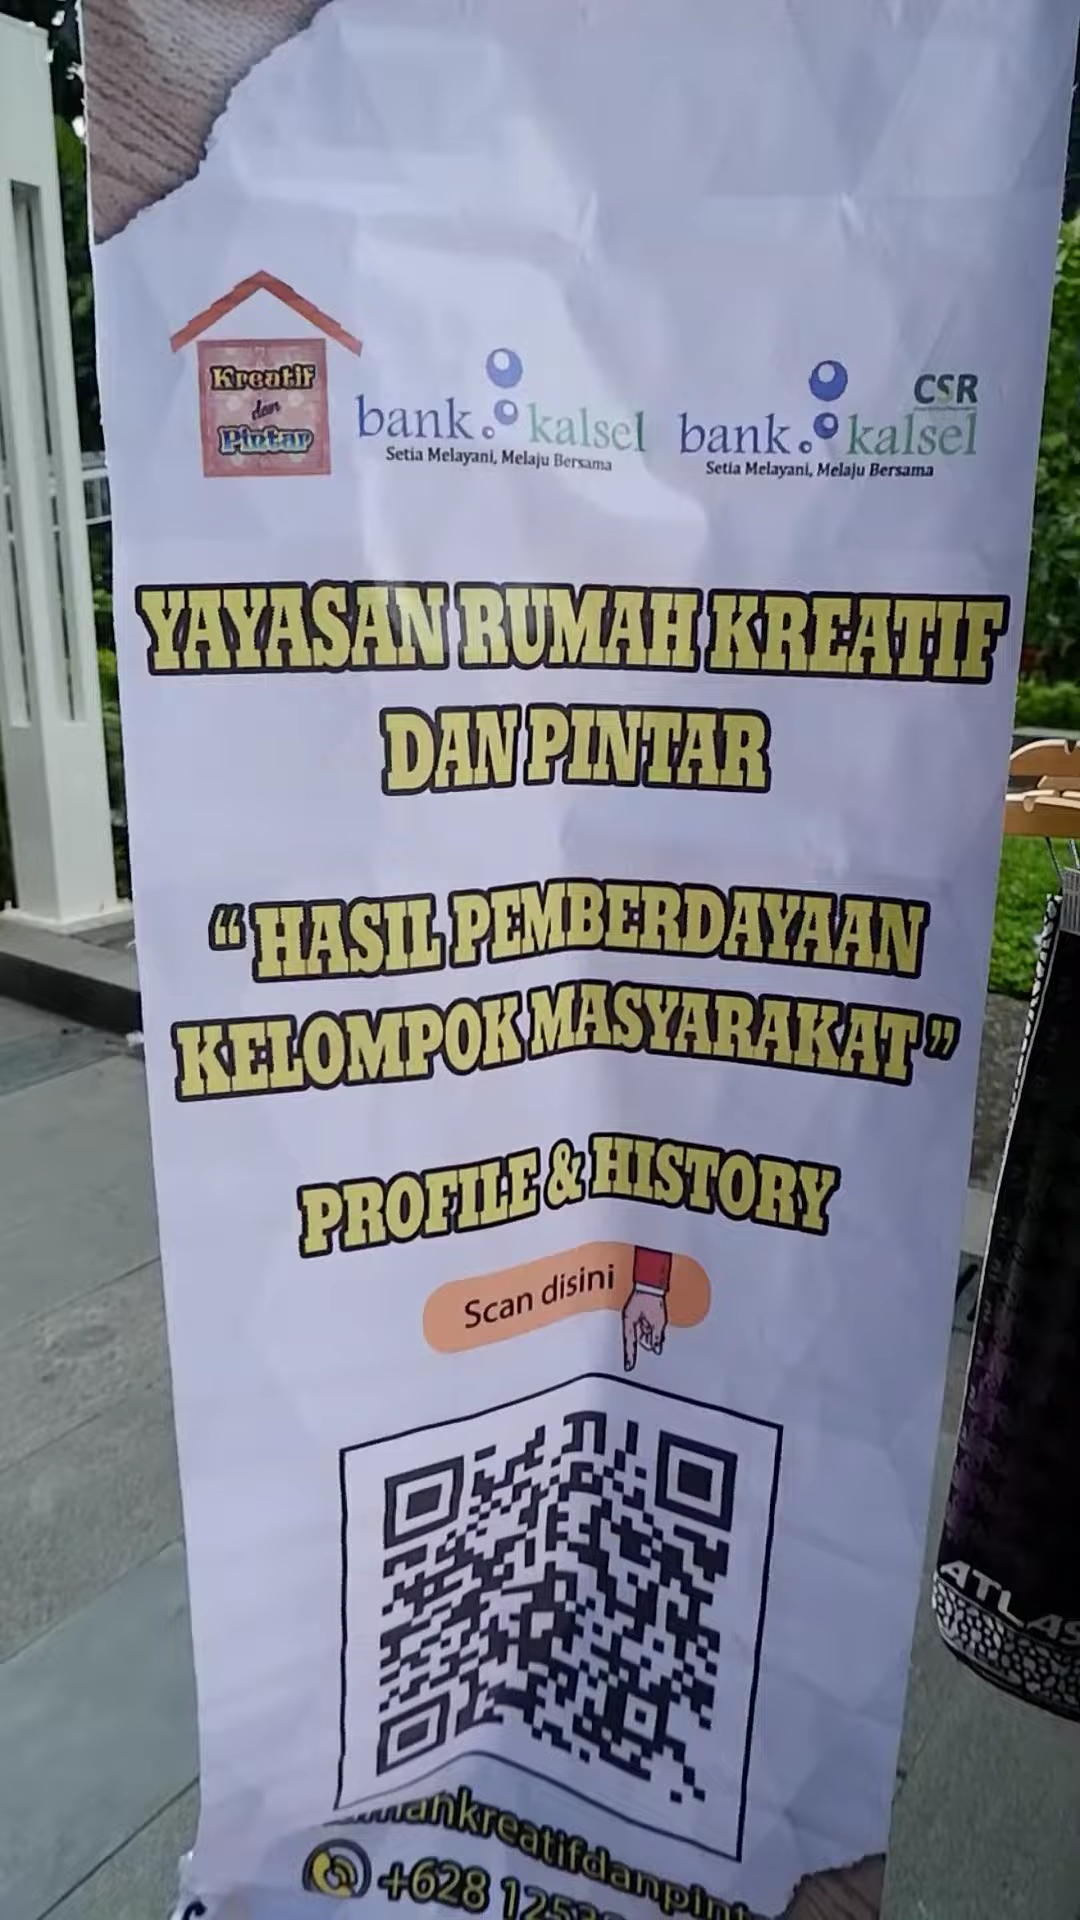 Kreatif
dan
Pintar
bank kalsel
Setia Melayani, Melaju Bersama
CSR
bank kalsel
Setia Melayani, Melaju Bersama
YAYASAN RUMAH KREATIF
DAN PINTAR
“HASIL PEMBERDAYAAN
KELOMPOK MASYARAKAT”
PROFILE & HISTORY
Scan disini
ATLAS